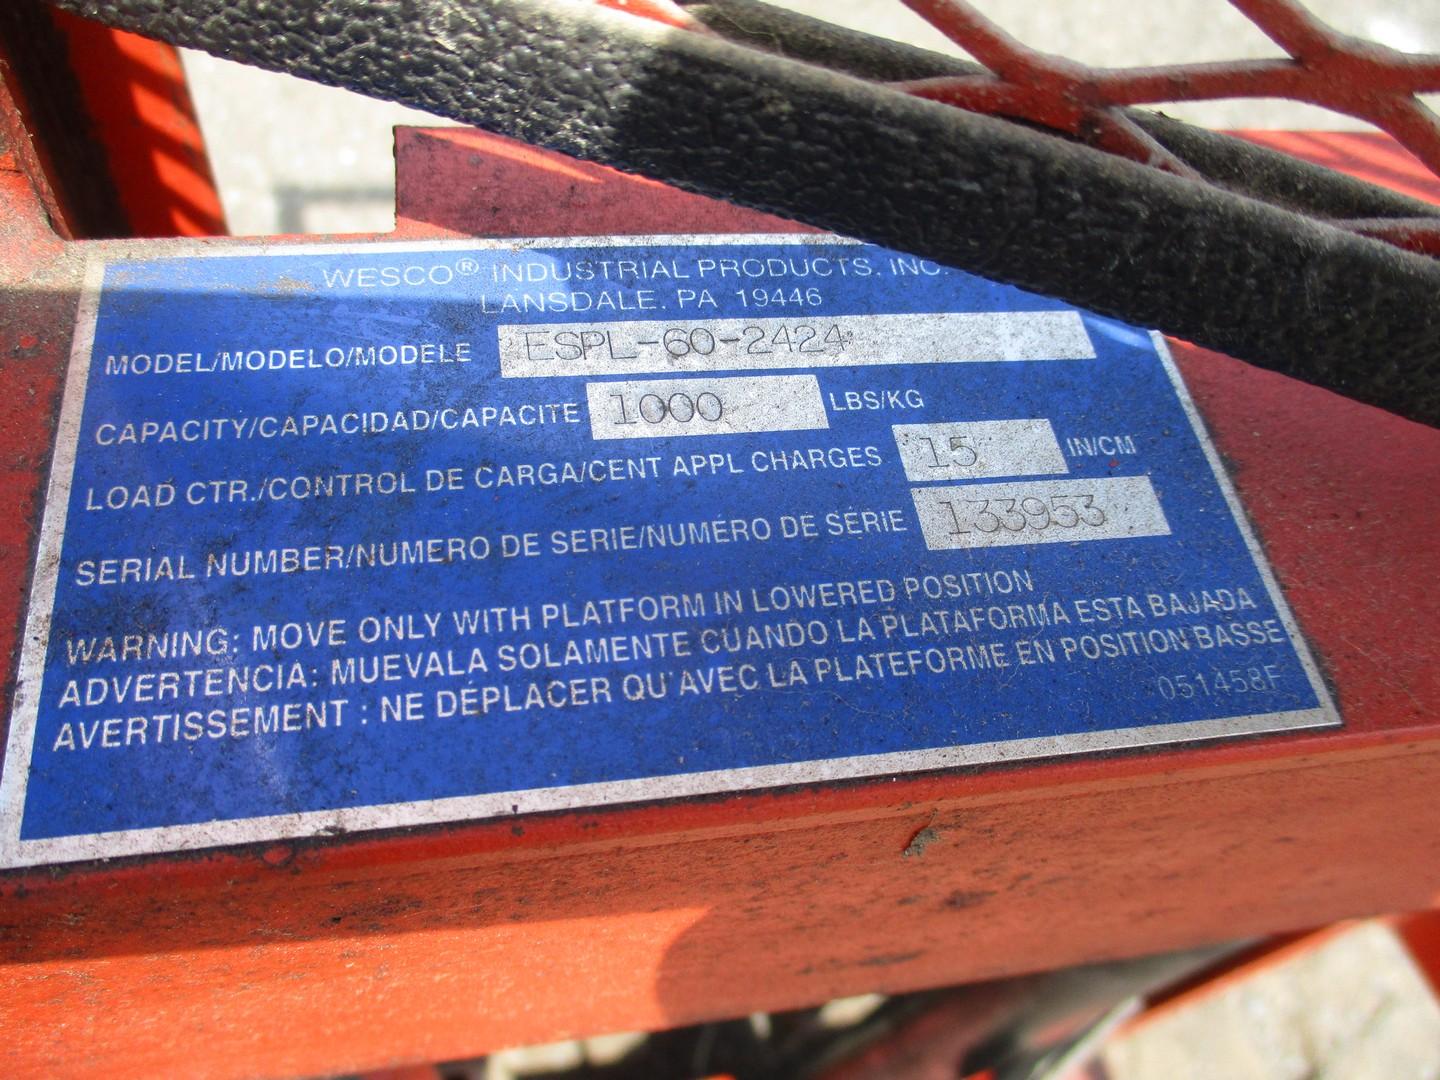 WESCO® INDUSTRIAL PRODUCTS. INC.
LANSDALE. PA 19446
MODEL/MODELO/MODÈLE ESPL-60-2424
CAPACITY/CAPACIDAD/CAPACITE 1000 LBS/KG
LOAD CTR./CONTROL DE CARGA/CENT APPL CHARGES 15 IN/CM
SERIAL NUMBER/NUMERO DE SERIE/NUMÉRO DE SÉRIE 133953
WARNING: MOVE ONLY WITH PLATFORM IN LOWERED POSITION
ADVERTENCIA: MUEVALA SOLAMENTE CUANDO LA PLATAFORMA ESTA BAJADA
AVERTISSEMENT : NE DÉPLACER QU'AVEC LA PLATEFORME EN POSITION BASSE
051458F